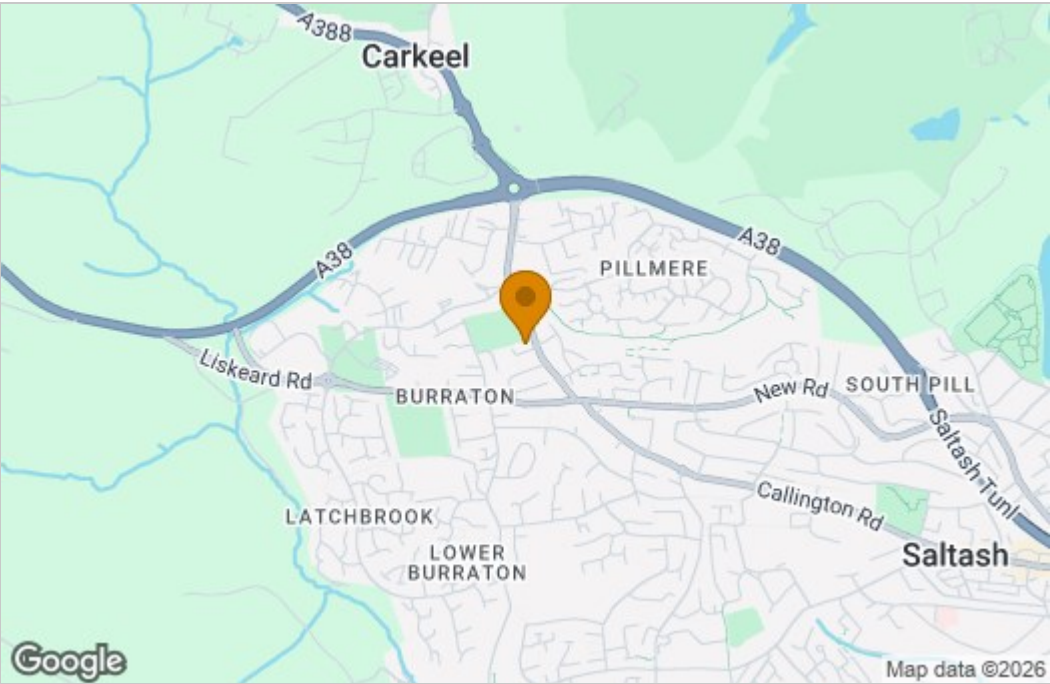 A388
Carkeel
A38
A38
PILLMERE
Liskeard Rd
BURRATON
New Rd
SOUTH PILL
Saltash Tunl
LATCHBROOK
Callington Rd
LOWER
BURRATON
Saltash
Google
Map data ©2026